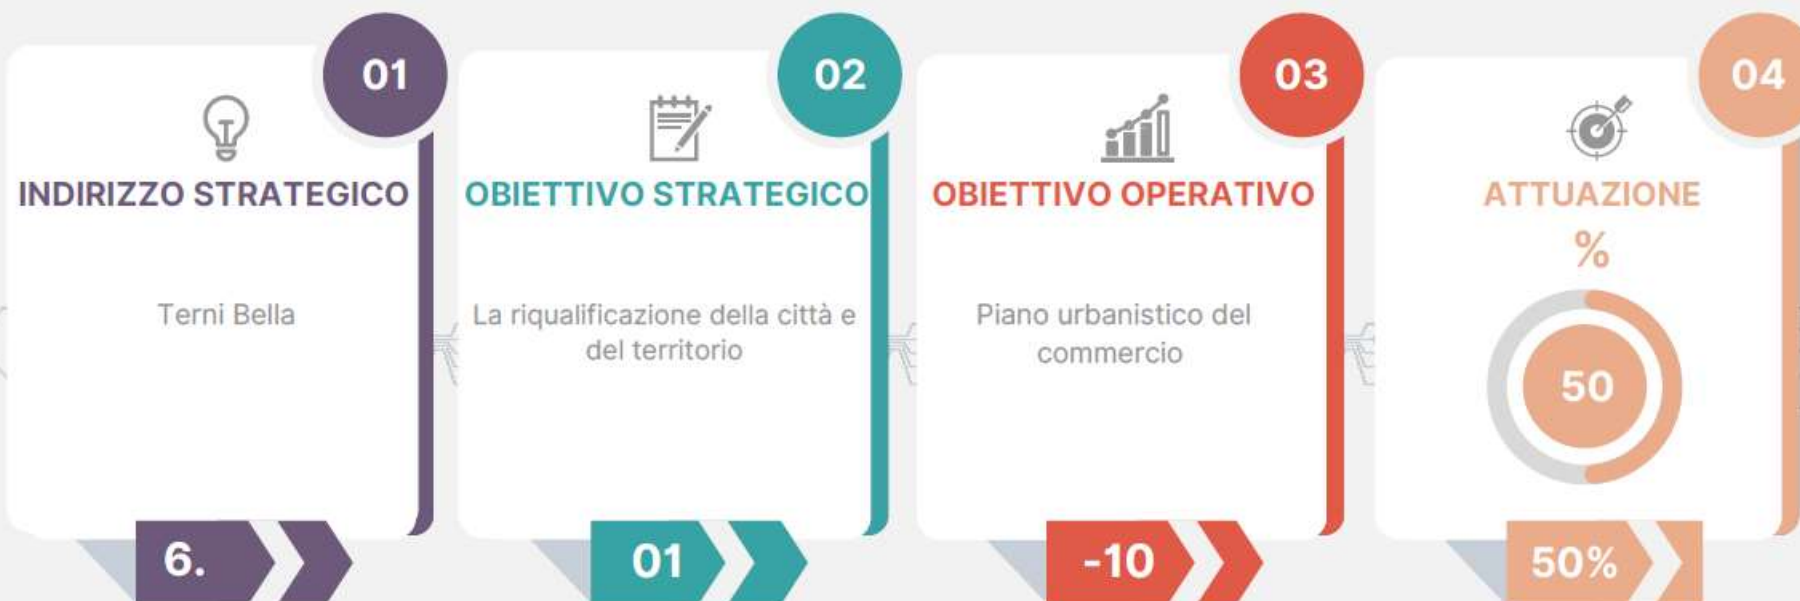 01
INDIRIZZO STRATEGICO
Terni Bella
6.
02
OBIETTIVO STRATEGICO
La riqualificazione della città e
del territorio
01
03
OBIETTIVO OPERATIVO
Piano urbanistico del
commercio
-10
04
ATTUAZIONE
%
50
50%